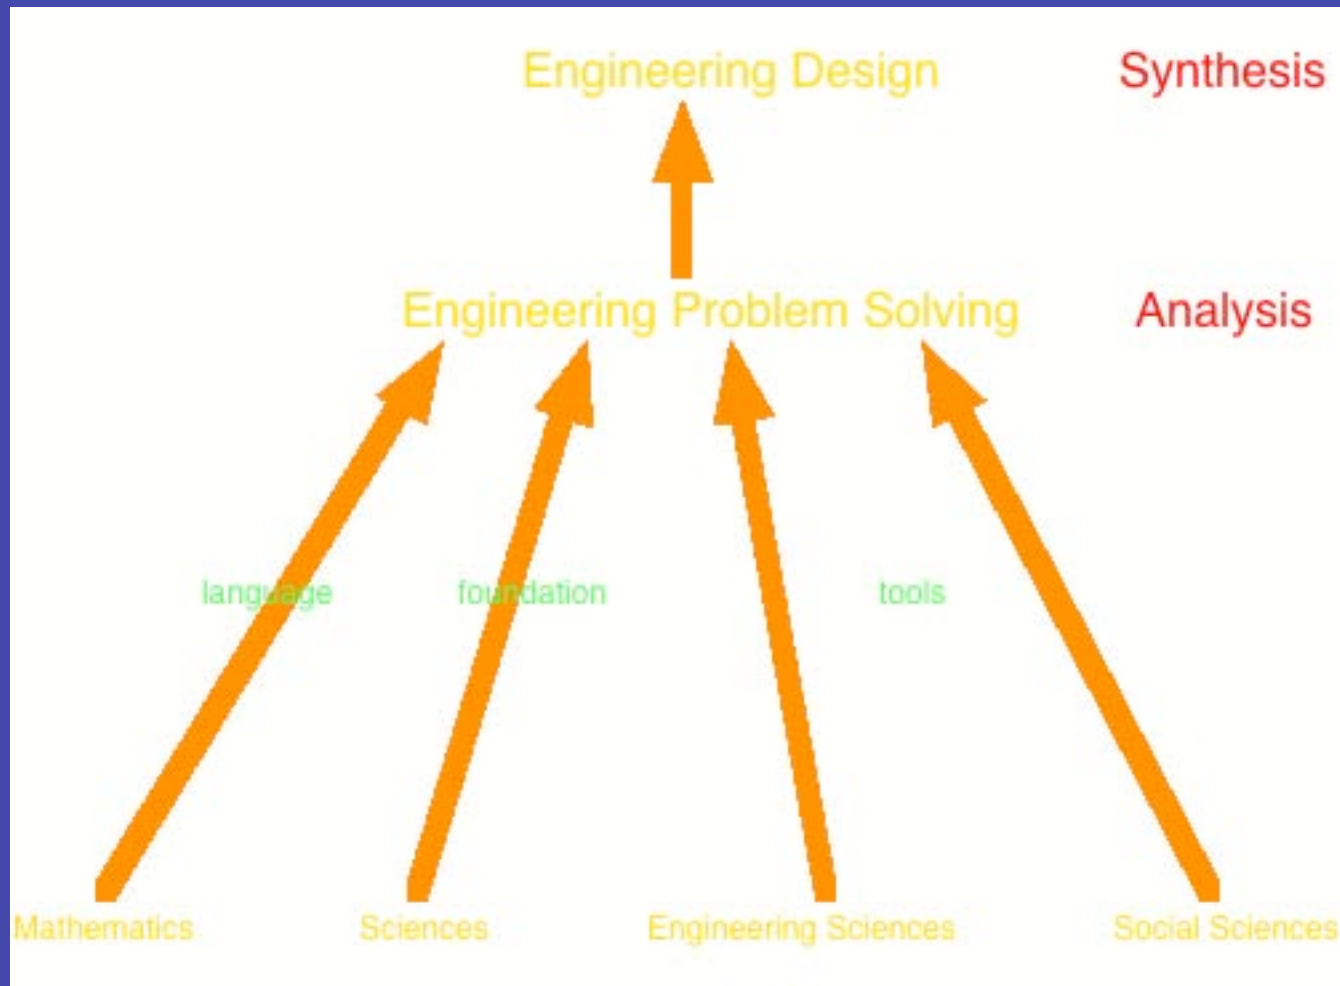 Engineering Design Synthesis
Engineering Problem Solving Analysis
language foundation tools
Mathematics Sciences Engineering Sciences Social Sciences